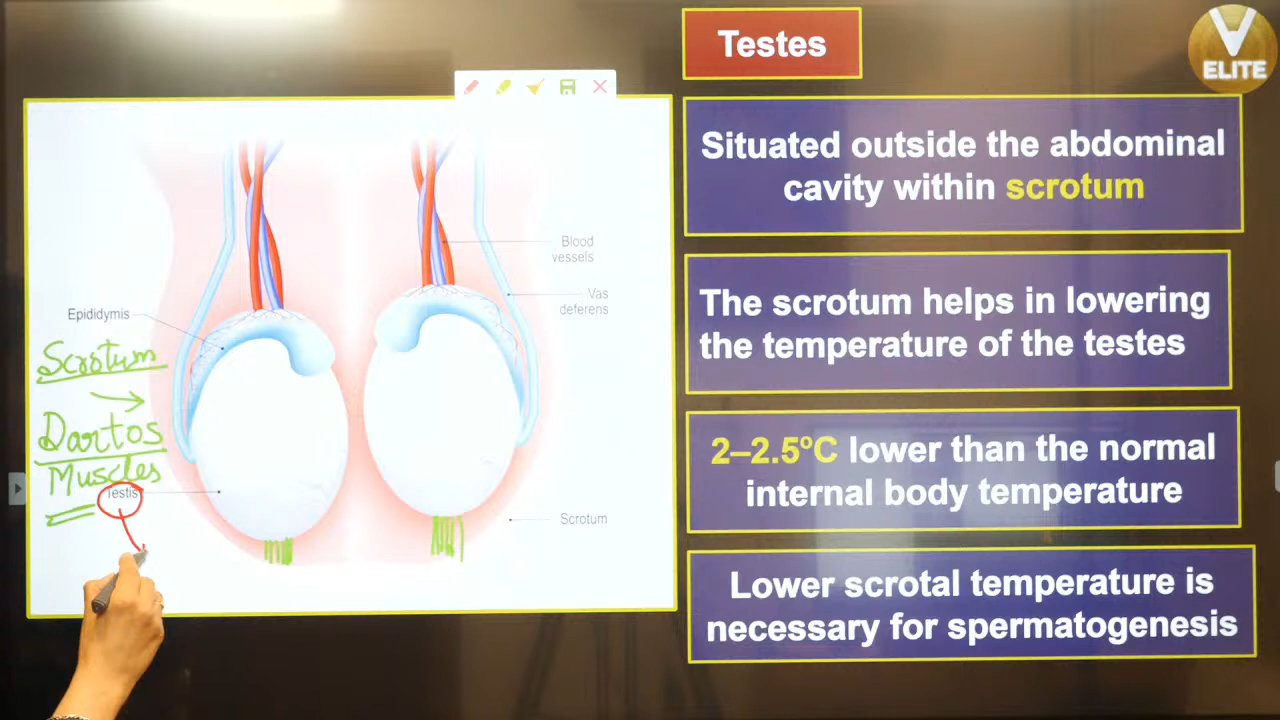 Testes
V
ELITE
Situated outside the abdominal
cavity within scrotum
The scrotum helps in lowering
the temperature of the testes
2–2.5ºC lower than the normal
internal body temperature
Lower scrotal temperature is
necessary for spermatogenesis
Blood
vessels
Vas
deferens
Epididymis
Scrotum
Dartos
Muscles
Testis
Scrotum